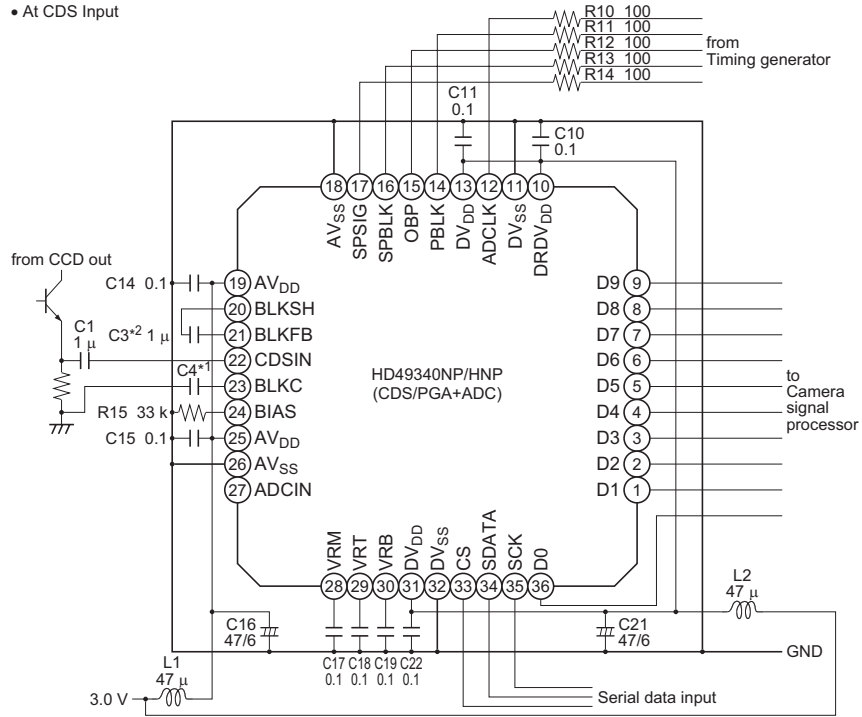 • At CDS Input
R10 100
R11 100
R12 100
R13 100
R14 100
from
Timing generator
C11
0.1
C10
0.1
18 17 16 15 14 13 12 11 10
AVSS
SPSIG
SPBLK
OBP
PBLK
DVDD
ADCLK
DVSS
DRDVDD
from CCD out
C14 0.1
19 AVDD
20 BLKSH
C1
1 μ
C3*2 1 μ
21 BLKFB
22 CDSIN
C4*1
23 BLKC
R15 33 k
24 BIAS
C15 0.1
25 AVDD
26 AVSS
27 ADCIN
HD49340NP/HNP
(CDS/PGA+ADC)
D9 9
D8 8
D7 7
D6 6
D5 5
D4 4
D3 3
D2 2
D1 1
to
Camera
signal
processor
VRM
VRT
VRB
DVDD
DVSS
CS
SDATA
SCK
D0
28 29 30 31 32 33 34 35 36
L2
47 μ
C16
47/6
C21
47/6
C17
0.1
C18
0.1
C19
0.1
C22
0.1
GND
L1
47 μ
3.0 V
Serial data input